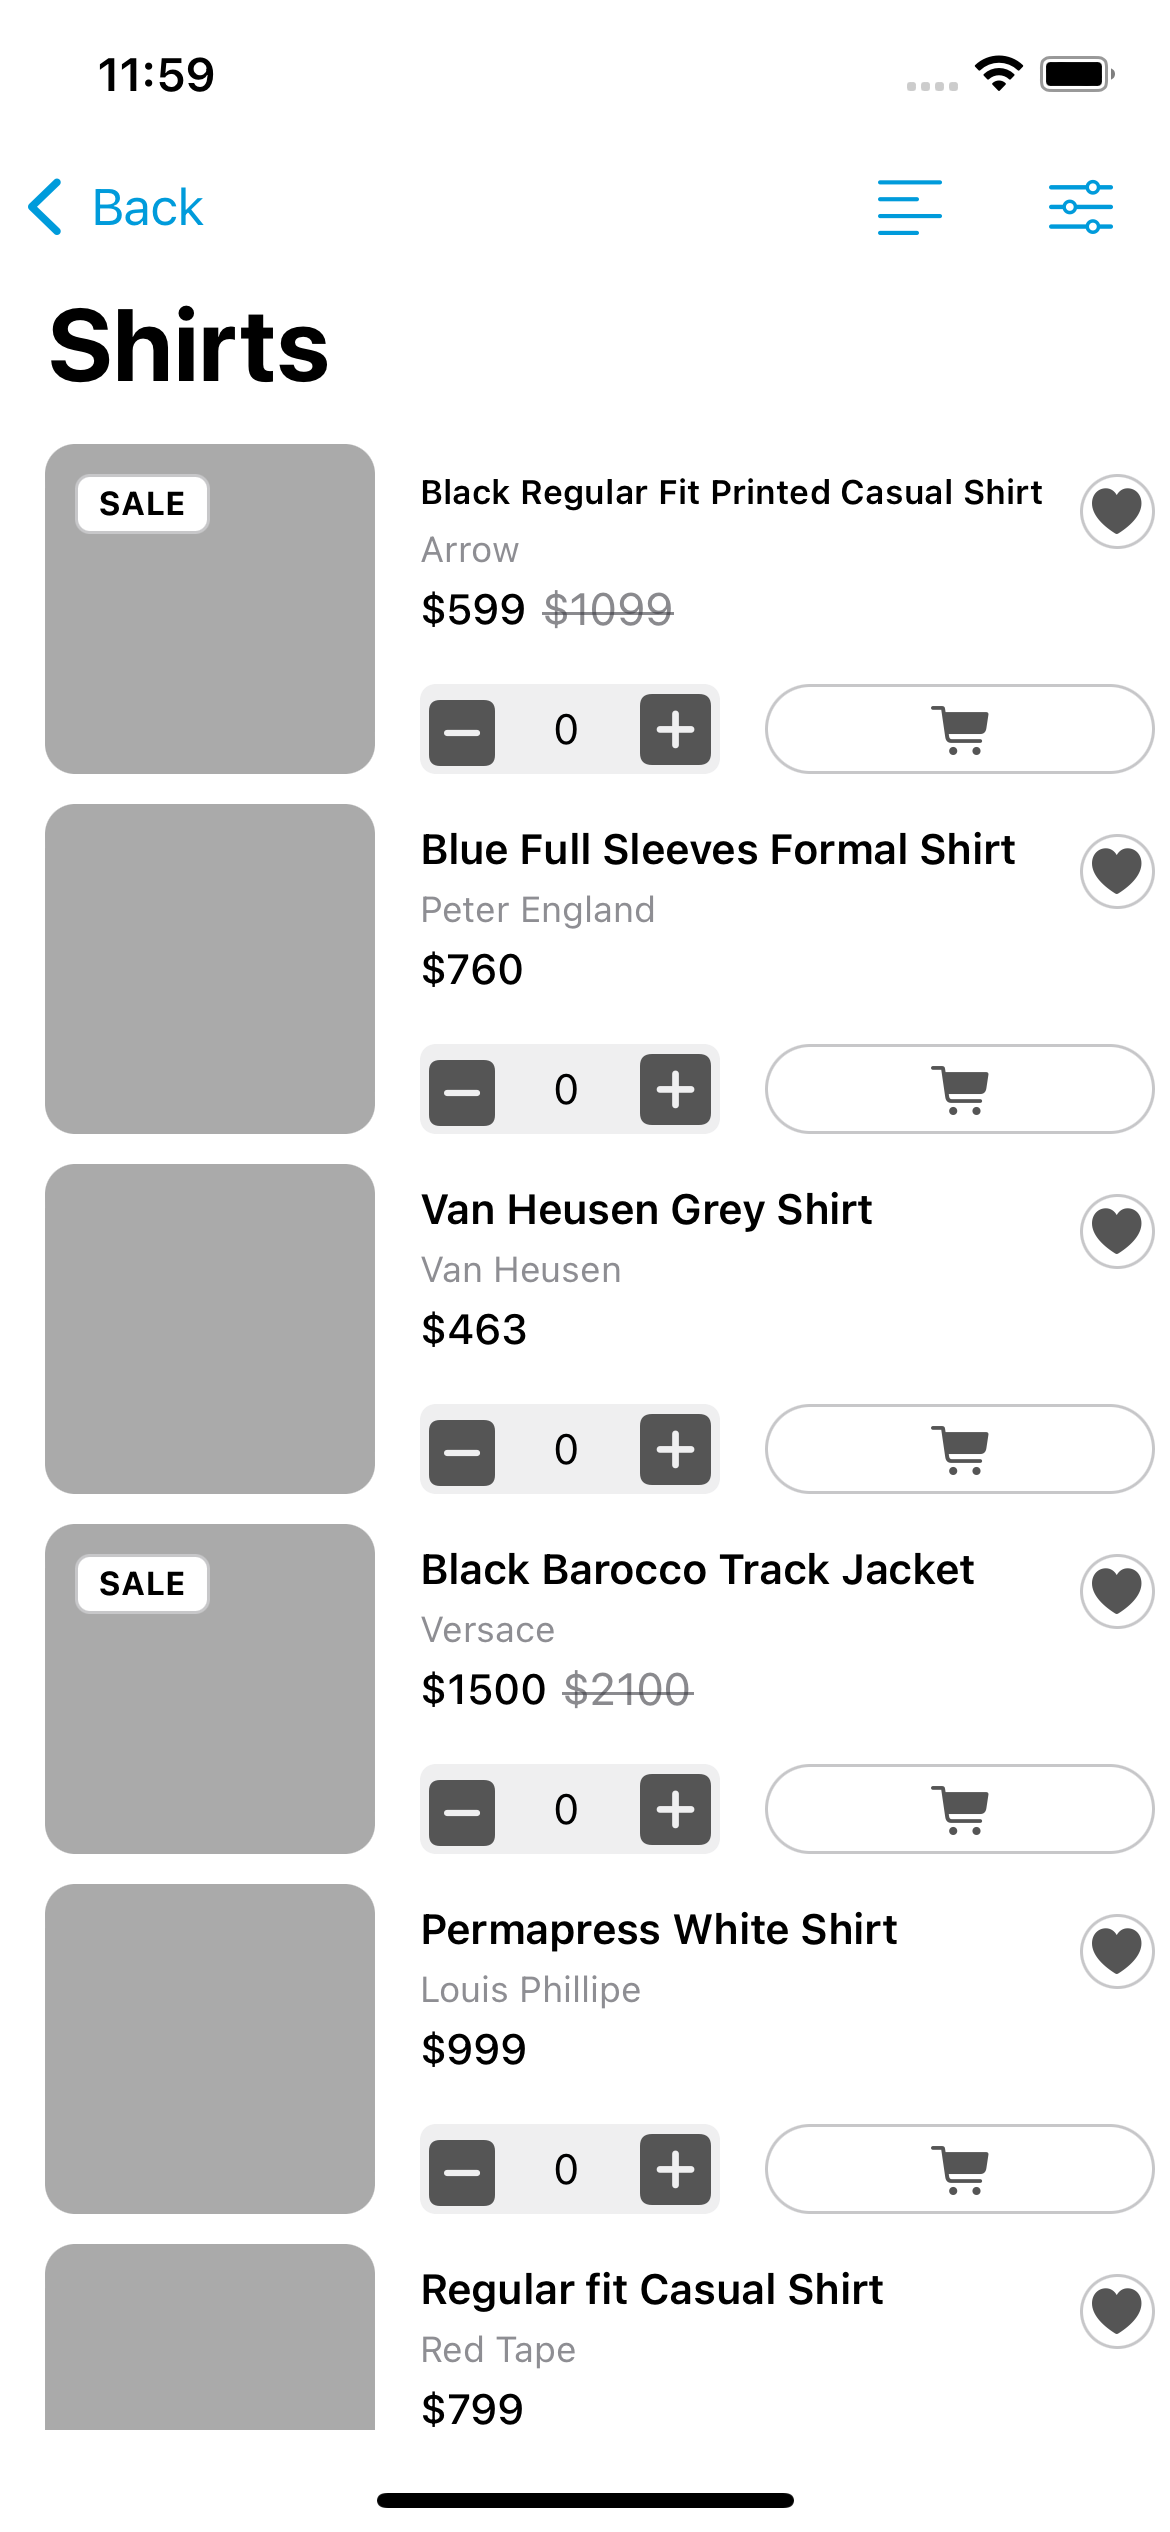 11:59
Back
Shirts
SALE
Black Regular Fit Printed Casual Shirt
Arrow
$599 $1099
0
Blue Full Sleeves Formal Shirt
Peter England
$760
0
Van Heusen Grey Shirt
Van Heusen
$463
0
SALE
Black Barocco Track Jacket
Versace
$1500 $2100
0
Permapress White Shirt
Louis Phillipe
$999
0
Regular fit Casual Shirt
Red Tape
$799